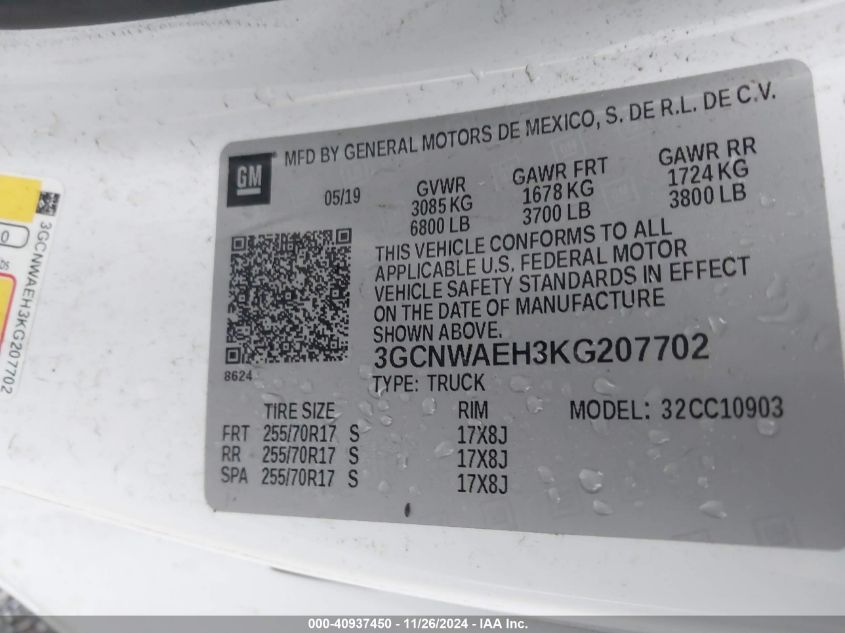 GM
MFD BY GENERAL MOTORS DE MEXICO, S. DE R.L. DE C.V.
05/19
GVWR
3085 KG
6800 LB
GAWR FRT
1678 KG
3700 LB
GAWR RR
1724 KG
3800 LB
THIS VEHICLE CONFORMS TO ALL
APPLICABLE U.S. FEDERAL MOTOR
VEHICLE SAFETY STANDARDS IN EFFECT
ON THE DATE OF MANUFACTURE
SHOWN ABOVE.
8624
3GCNWAEH3KG207702
TYPE: TRUCK
TIRE SIZE RIM MODEL: 32CC10903
FRT 255/70R17 S 17X8J
RR 255/70R17 S 17X8J
SPA 255/70R17 S 17X8J
3GCNWAEH3KG207702
000-40937450 - 11/26/2024 - IAA Inc.